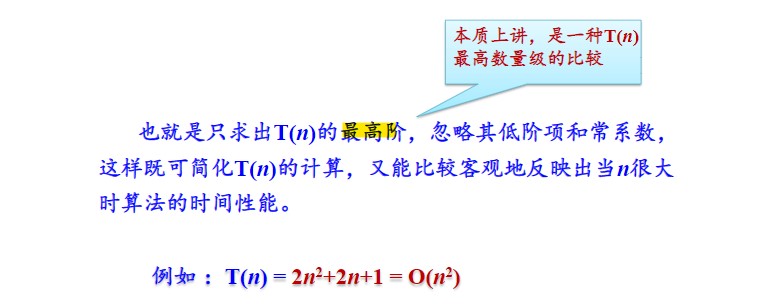 本质上讲，是一种T(n)
最高数量级的比较
也就是只求出T(n)的最高阶，忽略其低阶项和常系数，
这样既可简化T(n)的计算，又能比较客观地反映出当n很大
时算法的时间性能。
例如：T(n) = 2n²+2n+1 = O(n²)